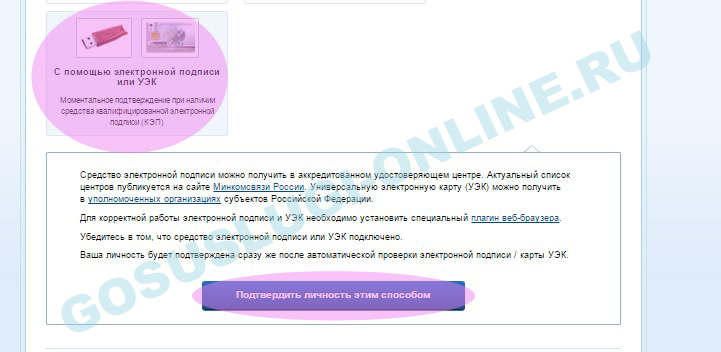 С помощью электронной подписи
или УЭК
Моментальное подтверждение при наличии
средства квалифицированной электронной
подписи (КЭП)
Средство электронной подписи можно получить в аккредитованном удостоверяющем центре. Актуальный список
центров публикуется на сайте Минкомсвязи России. Универсальную электронную карту (УЭК) можно получить
в уполномоченных организациях субъектов Российской Федерации.
Для корректной работы электронной подписи и УЭК необходимо установить специальный плагин веб-браузера.
Убедитесь в том, что средство электронной подписи или УЭК подключено.
Ваша личность будет подтверждена сразу же после автоматической проверки электронной подписи / карты УЭК.
Подтвердить личность этим способом
GOSUSLUGI-ONLINE.RU